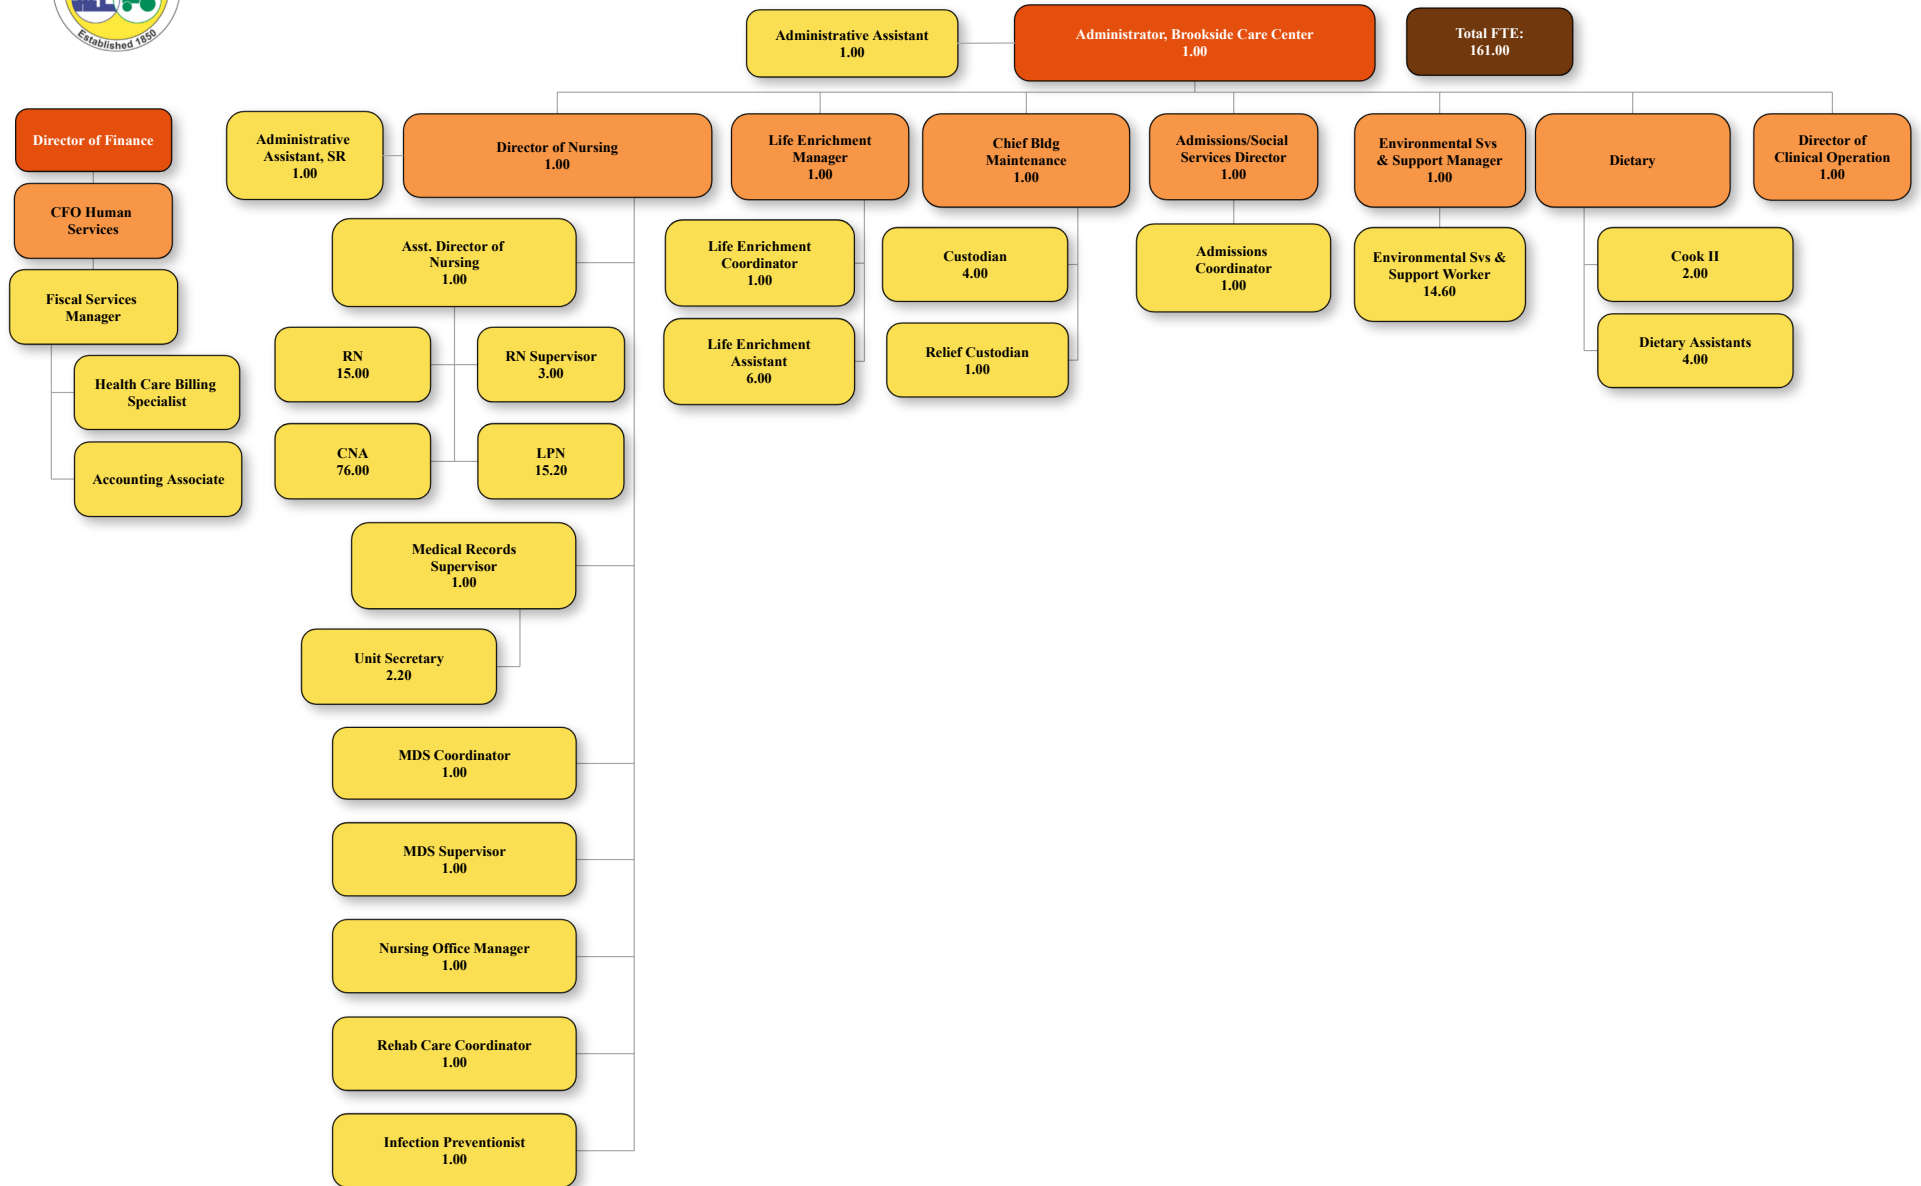 Established 1850
Administrative Assistant
1.00
Administrator, Brookside Care Center
1.00
Total FTE:
161.00
Director of Finance
CFO Human
Services
Fiscal Services
Manager
Health Care Billing
Specialist
Accounting Associate
Administrative
Assistant, SR
1.00
Director of Nursing
1.00
Asst. Director of
Nursing
1.00
RN
15.00
RN Supervisor
3.00
CNA
76.00
LPN
15.20
Medical Records
Supervisor
1.00
Unit Secretary
2.20
MDS Coordinator
1.00
MDS Supervisor
1.00
Nursing Office Manager
1.00
Rehab Care Coordinator
1.00
Infection Preventionist
1.00
Life Enrichment
Manager
1.00
Life Enrichment
Coordinator
1.00
Life Enrichment
Assistant
6.00
Chief Bldg
Maintenance
1.00
Custodian
4.00
Relief Custodian
1.00
Admissions/Social
Services Director
1.00
Admissions
Coordinator
1.00
Environmental Svs
& Support Manager
1.00
Environmental Svs &
Support Worker
14.60
Dietary
Cook II
2.00
Dietary Assistants
4.00
Director of
Clinical Operation
1.00